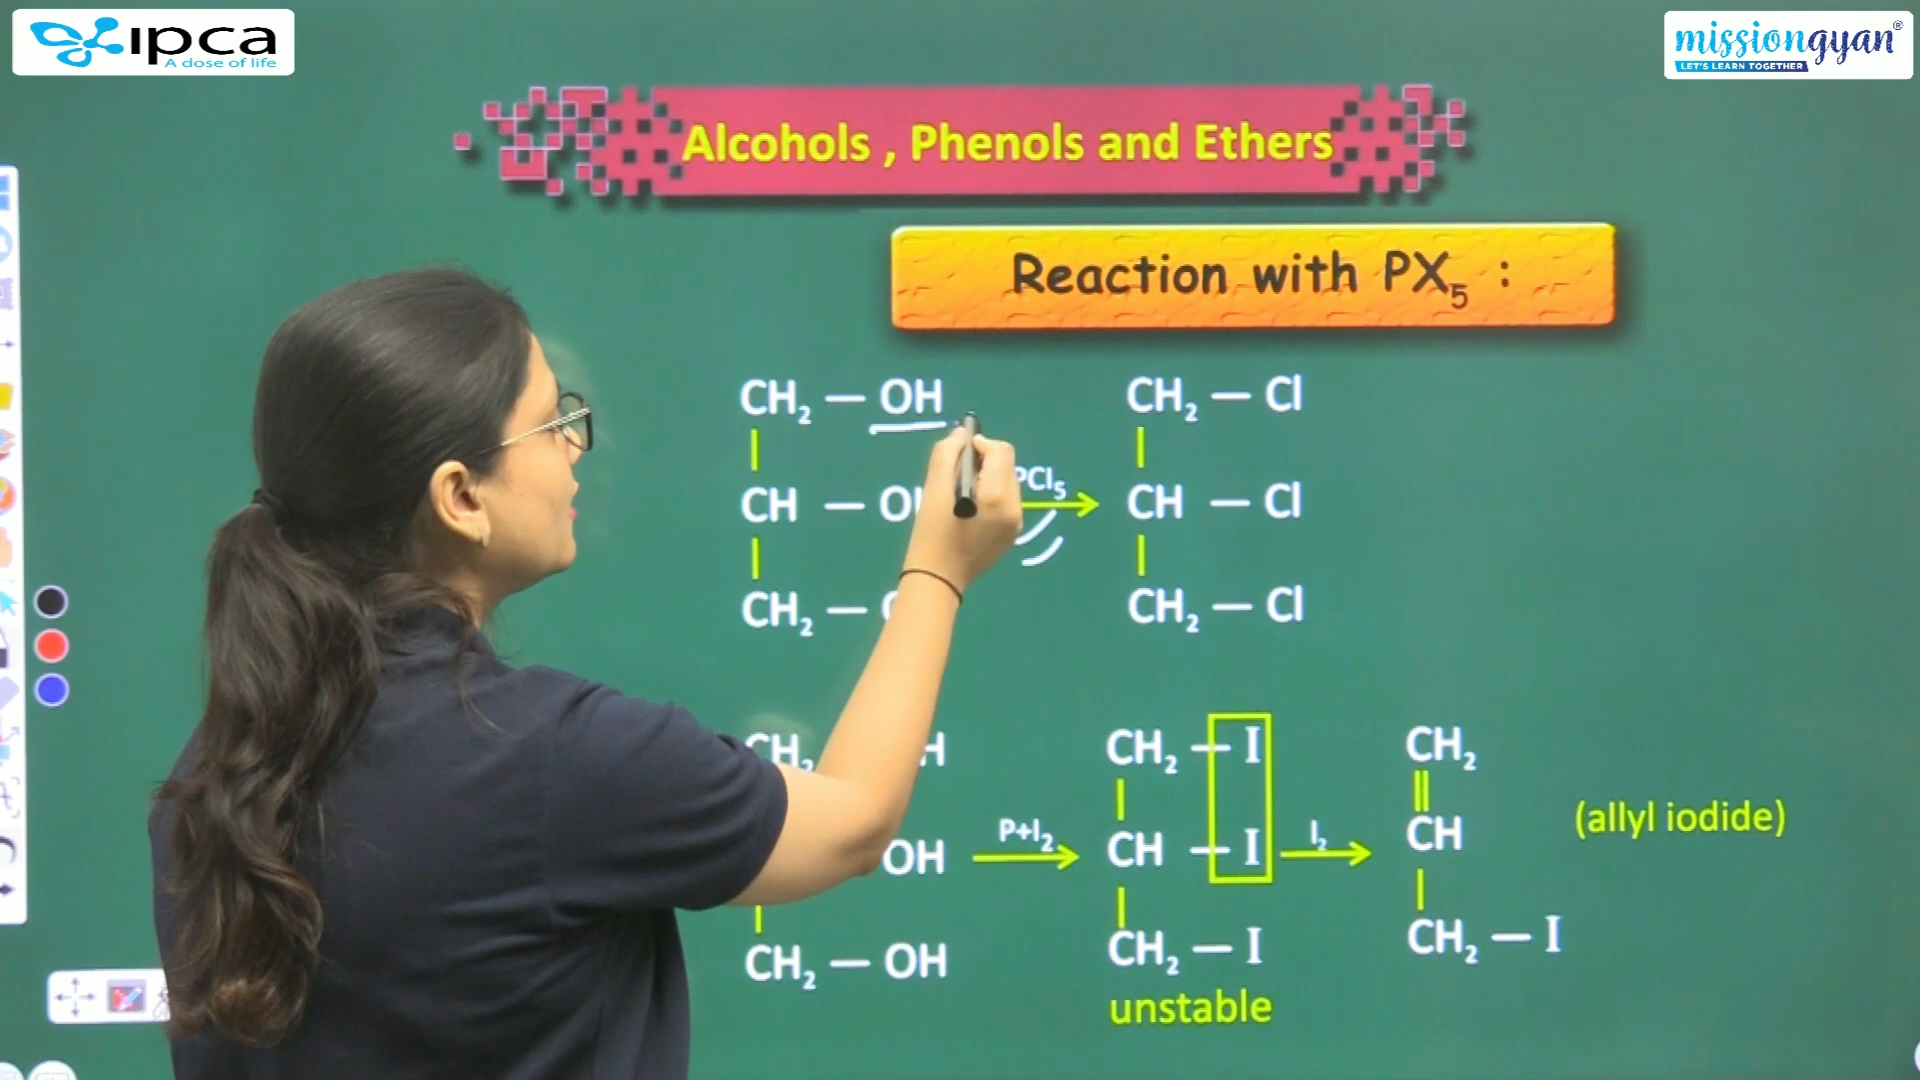 ipca
A dose of life
missiongyan®
LET'S LEARN TOGETHER
Alcohols , Phenols and Ethers
Reaction with PX₅ :
CH₂ — OH
CH —
CH₂ —
PCl₅
CH₂ — Cl
CH — Cl
CH₂ — Cl
CH₂
OH
CH₂ — OH
P+I₂
CH₂ — I
CH — I
CH₂ — I
unstable
I₂
CH₂
CH
CH₂ — I
(allyl iodide)